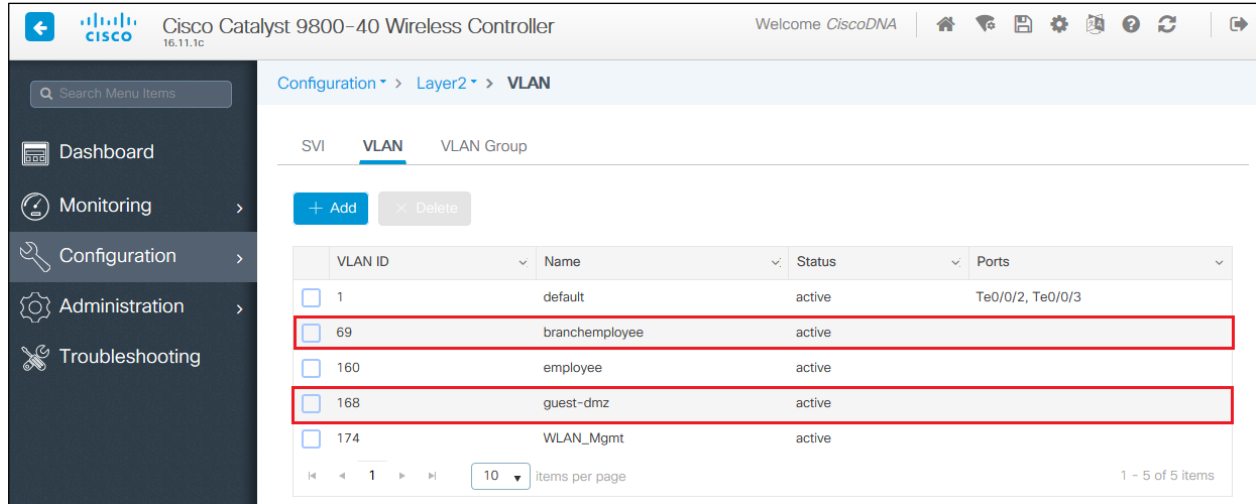 CISCO
Cisco Catalyst 9800-40 Wireless Controller
16.11.1c
Welcome CiscoDNA
Search Menu Items
Dashboard
Monitoring
Configuration
Administration
Troubleshooting
Configuration > Layer2 > VLAN
SVI VLAN VLAN Group
+ Add × Delete
VLAN ID Name Status Ports
1 default active Te0/0/2, Te0/0/3
69 branchemployee active
160 employee active
168 guest-dmz active
174 WLAN_Mgmt active
1 10 items per page 1 - 5 of 5 items